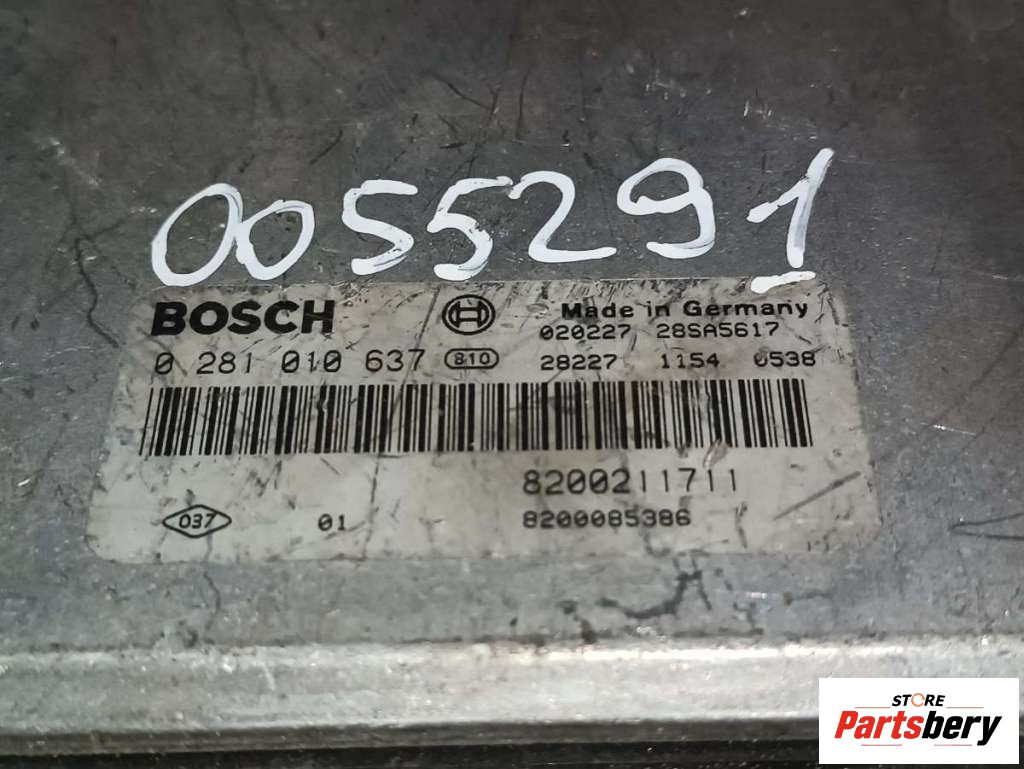 0055291
BOSCH Made in Germany
020227 28SA5617
0 281 010 637 810 28227 1154 0538
8200211711
037 01 8200085386
STORE
Partsbery